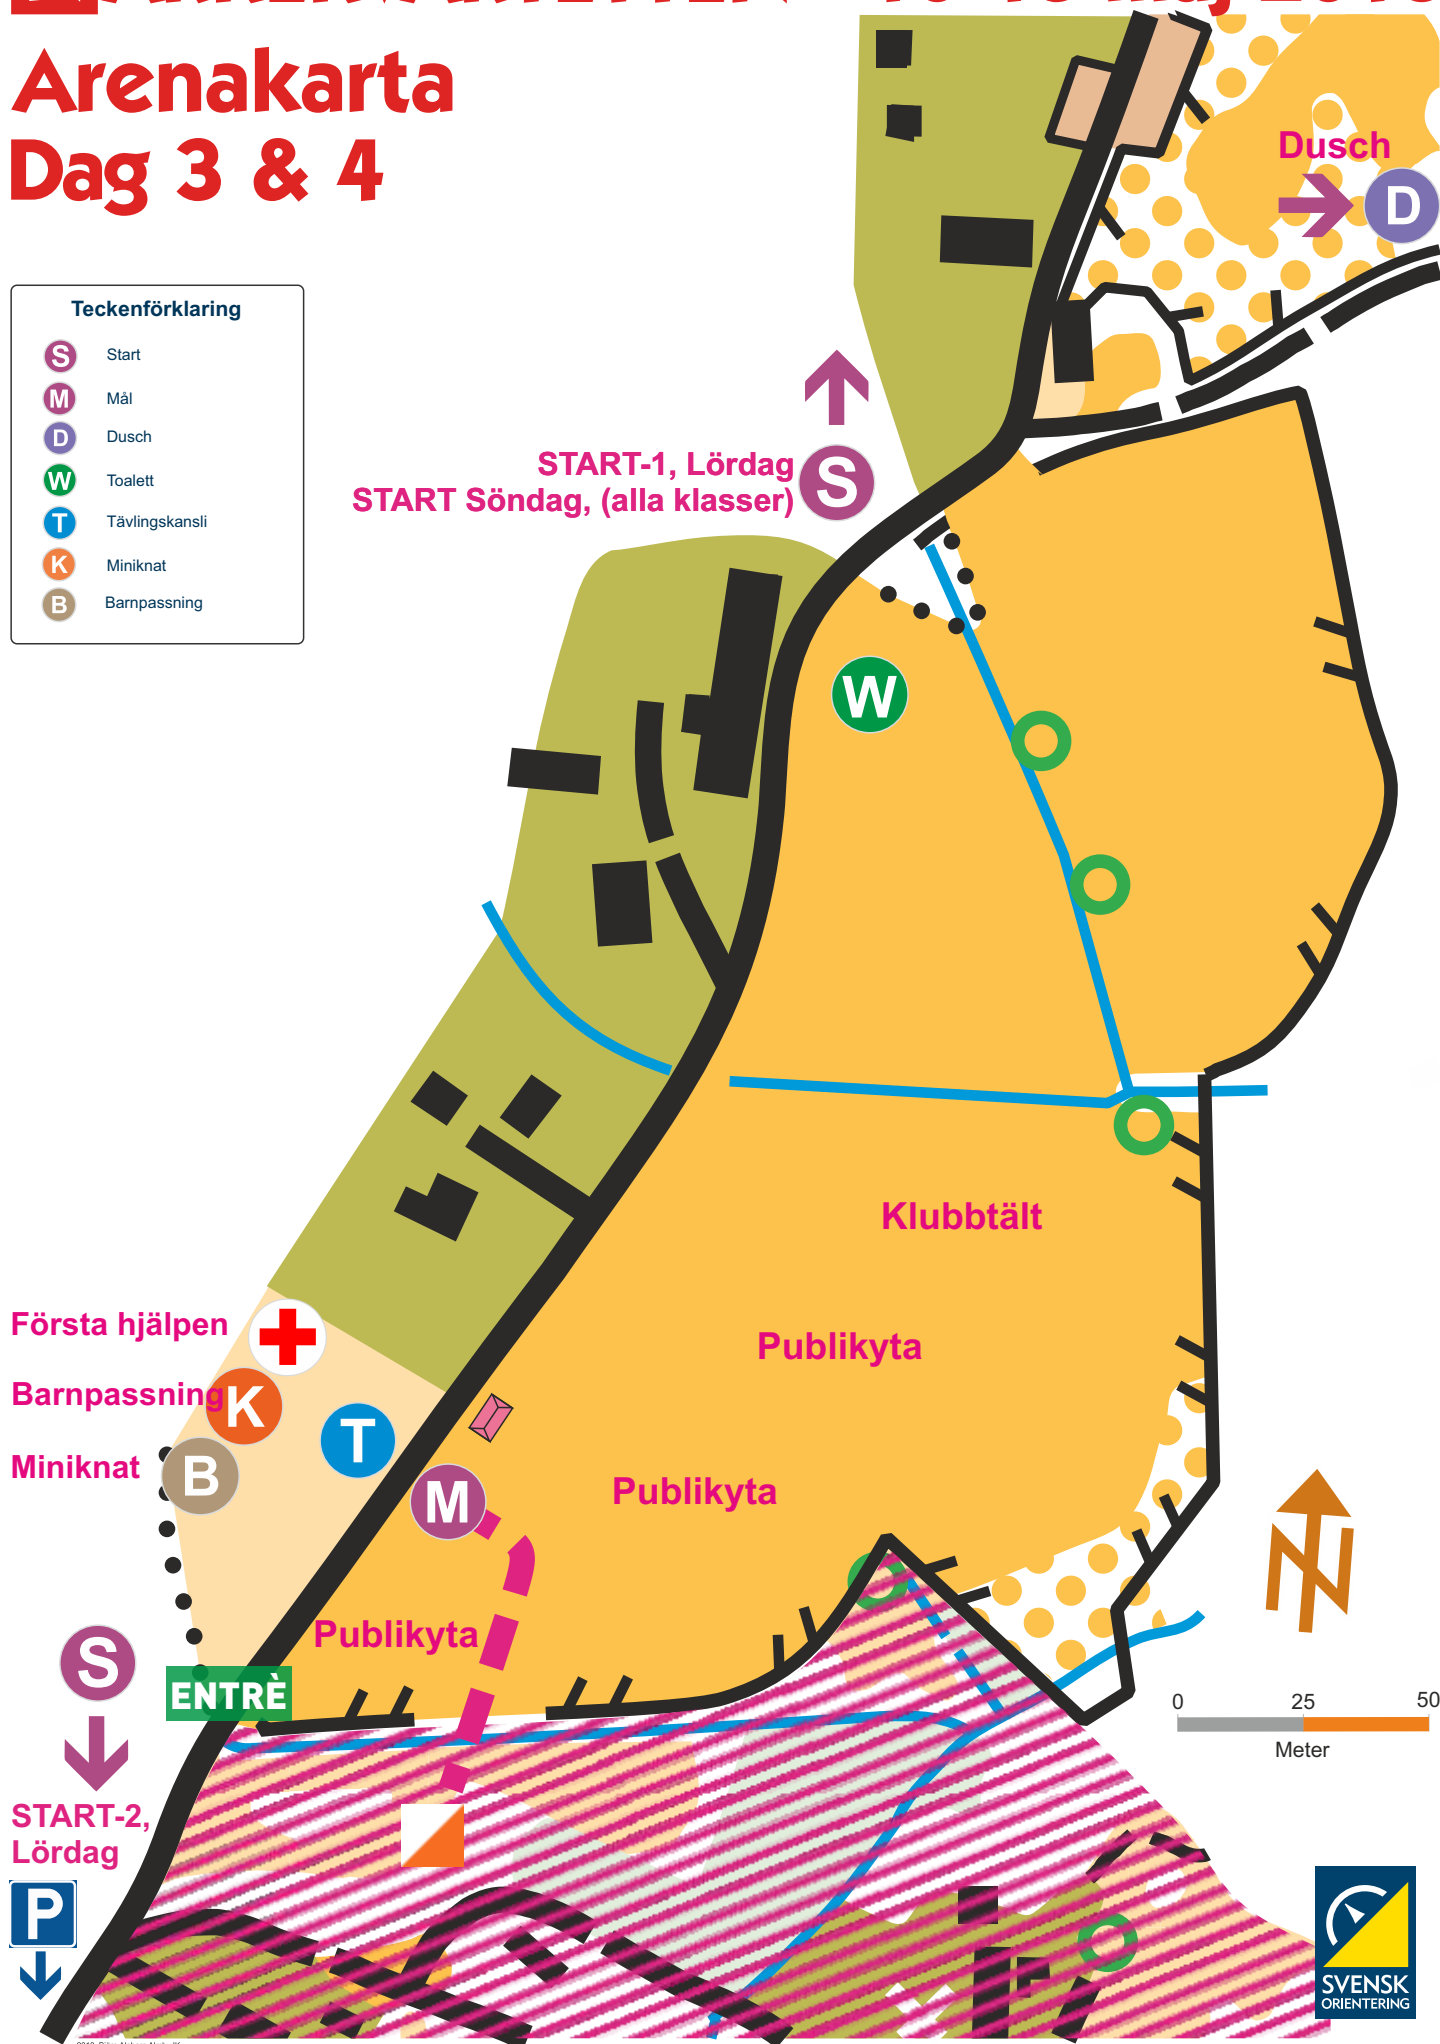 Arenakarta
Dag 3 & 4
Teckenförklaring
S Start
M Mål
D Dusch
W Toalett
T Tävlingskansli
K Miniknat
B Barnpassning
Dusch
D
START-1, Lördag
START Söndag, (alla klasser)
S
W
Klubbtält
Publikyta
Första hjälpen
Barnpassning
K
T
Miniknat
B
M
Publikyta
Publikyta
S
ENTRÈ
N
0 25 50
Meter
START-2,
Lördag
P
SVENSK
ORIENTERING